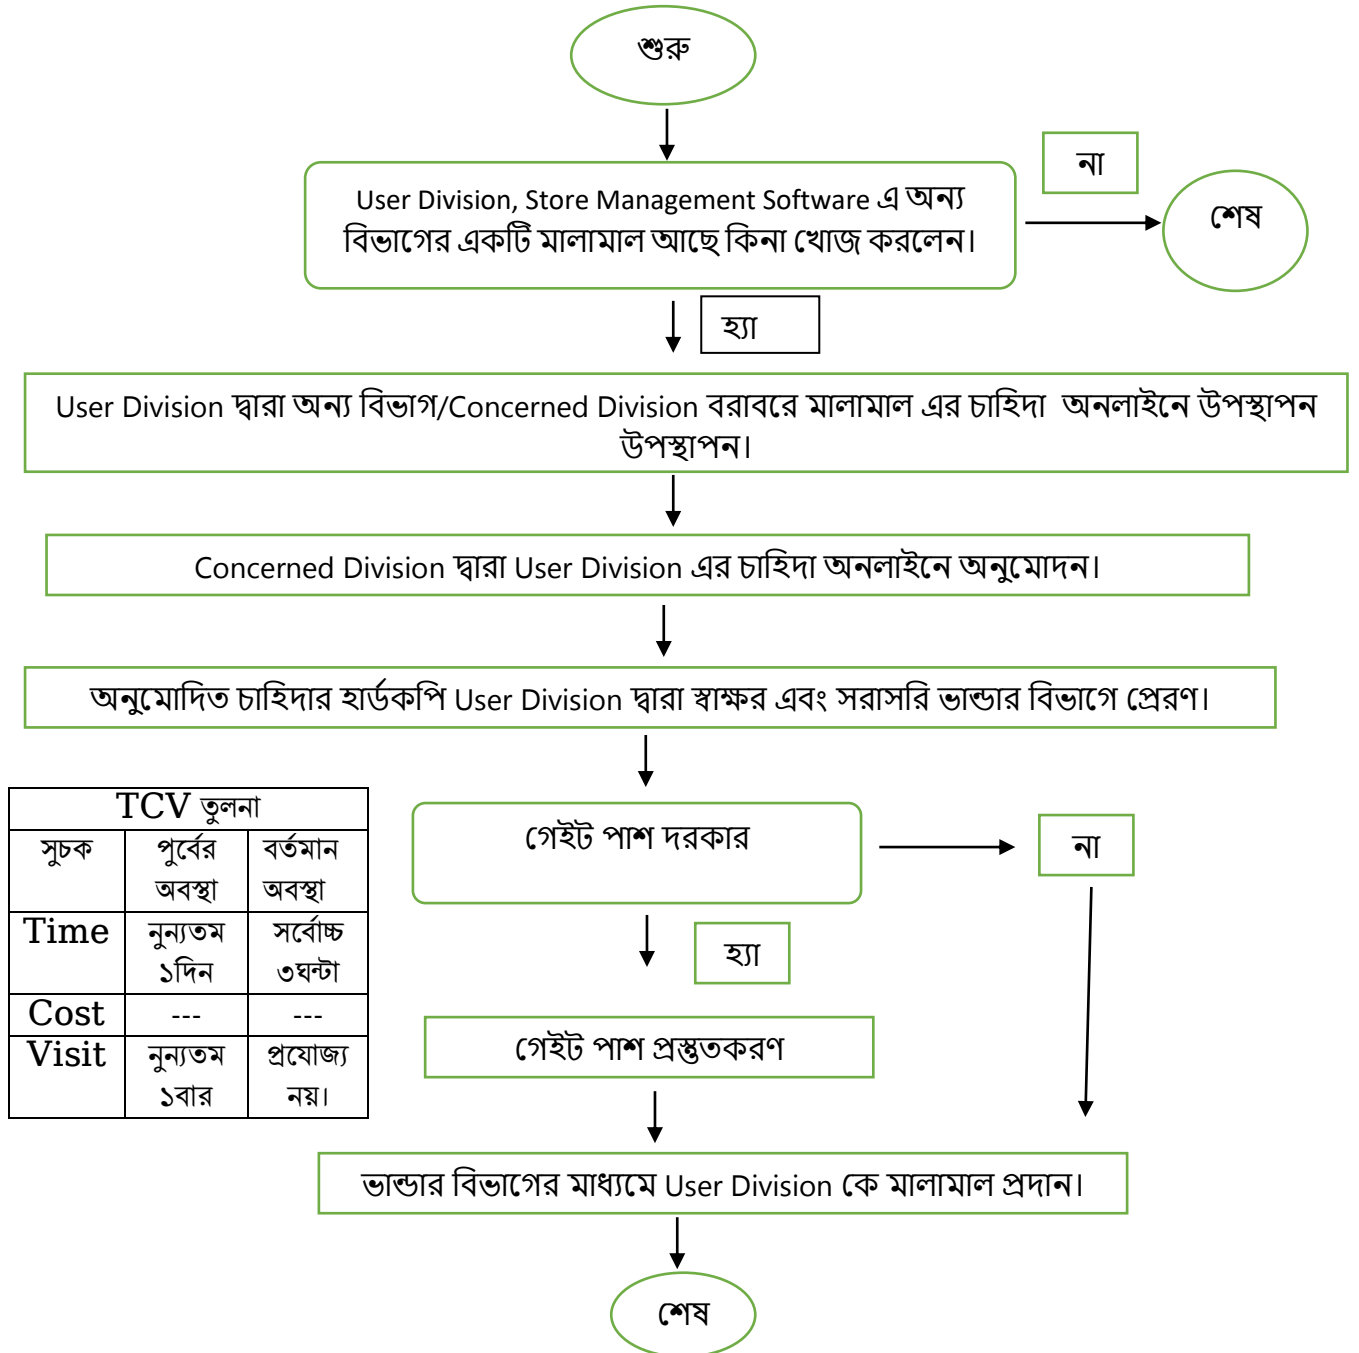 শুরু
না
User Division, Store Management Software এ অন্য
বিভাগের একটি মালামাল আছে কিনা খোজ করলেন।
শেষ
হ্যা
User Division দ্বারা অন্য বিভাগ/Concerned Division বরাবরে মালামাল এর চাহিদা অনলাইনে উপস্থাপন
উপস্থাপন।
Concerned Division দ্বারা User Division এর চাহিদা অনলাইনে অনুমোদন।
অনুমোদিত চাহিদার হার্ডকপি User Division দ্বারা স্বাক্ষর এবং সরাসরি ভান্ডার বিভাগে প্রেরণ।
TCV তুলনা
সুচক পুর্বের বর্তমান
অবস্থা অবস্থা
Time নুন্যতম সর্বোচ্চ
১দিন ৩ঘন্টা
Cost --- ---
Visit নুন্যতম প্রযোজ্য
১বার নয়।
গেইট পাশ দরকার
না
হ্যা
গেইট পাশ প্রস্তুতকরণ
ভান্ডার বিভাগের মাধ্যমে User Division কে মালামাল প্রদান।
শেষ